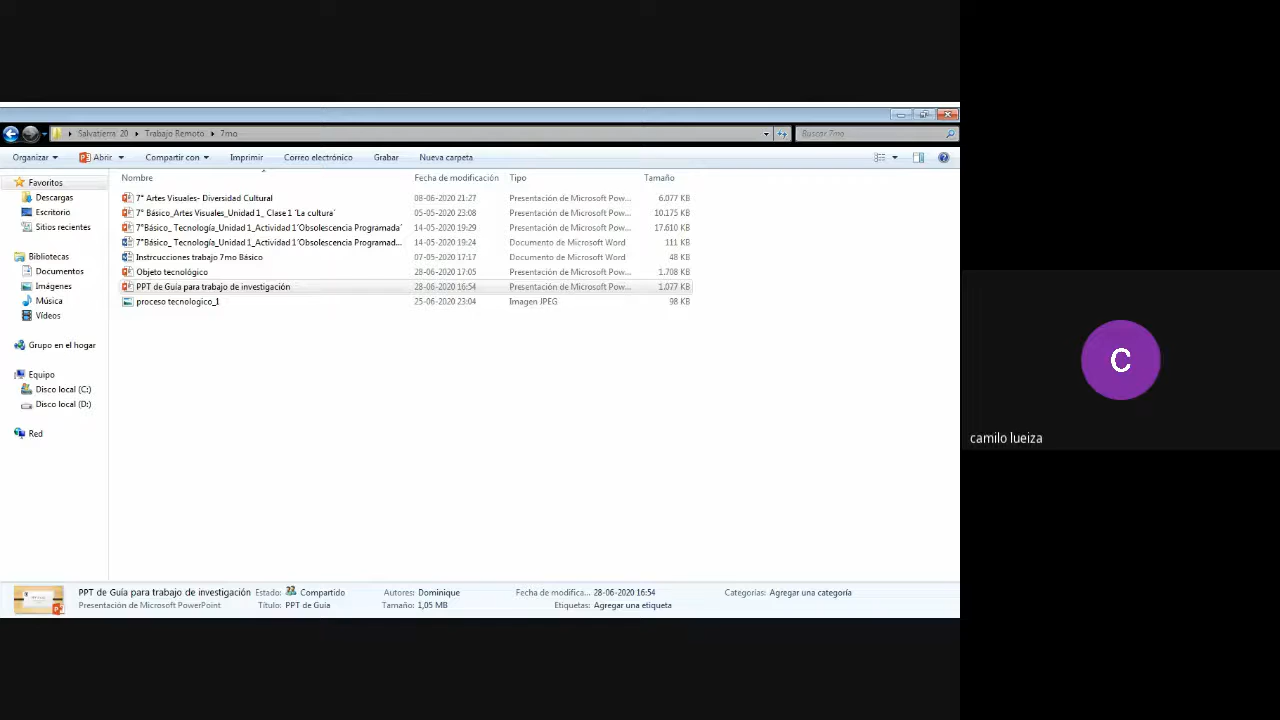 Salvatierra 20 Trabajo Remoto 7mo Buscar 7mo
Organizar Abrir Compartir con Imprimir Correo electrónico Grabar Nueva carpeta
Nombre Fecha de modificación Tipo Tamaño
Favoritos
Descargas
Escritorio
Sitios recientes
Bibliotecas
Documentos
Imágenes
Música
Vídeos
Grupo en el hogar
Equipo
Disco local (C:)
Disco local (D:)
Red
7° Artes Visuales- Diversidad Cultural 08-06-2020 21:27 Presentación de Microsoft Pow... 6.077 KB
7° Básico_Artes Visuales_Unidad 1_ Clase 1 ´La cultura´ 05-05-2020 23:08 Presentación de Microsoft Pow... 10.175 KB
7°Básico_ Tecnología_Unidad 1_Actividad 1´Obsolescencia Programada´ 14-05-2020 19:29 Presentación de Microsoft Pow... 17.610 KB
7°Básico_ Tecnología_Unidad 1_Actividad 1´Obsolescencia Programad... 14-05-2020 19:24 Documento de Microsoft Word 111 KB
Instrcucciones trabajo 7mo Básico 07-05-2020 17:17 Documento de Microsoft Word 48 KB
Objeto tecnológico 28-06-2020 17:05 Presentación de Microsoft Pow... 1.708 KB
PPT de Guía para trabajo de investigación 28-06-2020 16:54 Presentación de Microsoft Pow... 1.077 KB
proceso tecnologico_1 25-06-2020 23:04 Imagen JPEG 98 KB
C
camilo lueiza
PPT de Guía para trabajo de investigación Estado: Compartido Autores: Dominique Fecha de modifica... 28-06-2020 16:54 Categorías: Agregar una categoría
Presentación de Microsoft PowerPoint Título: PPT de Guía Tamaño: 1,05 MB Etiquetas: Agregar una etiqueta